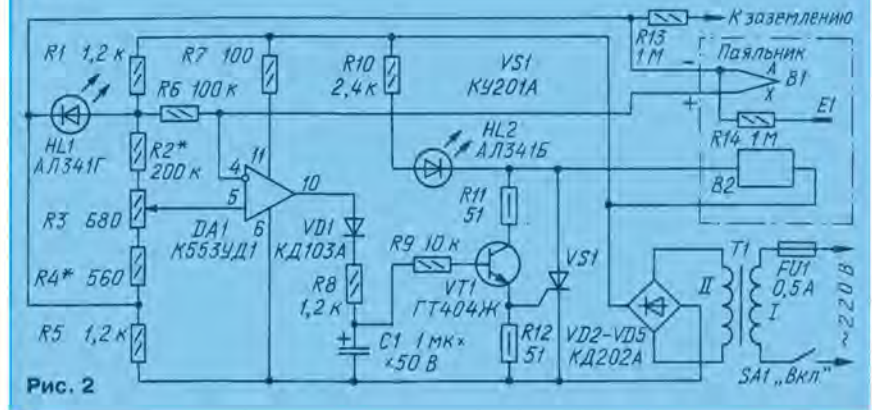 К заземлению
R1 1,2 к
R7 100
R10
2,4 к
VS1
КУ201А
R13
1 М
Паяльник
А
В1
Х
−
+
E1
R6 100 к
HL1
АЛ341Г
R2*
200 к
HL2
АЛ341Б
R14 1 М
В2
4
11
5
10
6
R3 680
DA1
К553УД1
VD1
КД103А
R11
51
R9 10 к
VS1
T1
FU1
0,5 А
II
I
~220 В
R4* 560
R8
1,2 к
VT1
ГТ404Ж
R5 1,2 к
+
C1 1 мк ×
×50 В
R12
51
VD2-VD5
КД202А
SA1 „Вкл."
Рис. 2